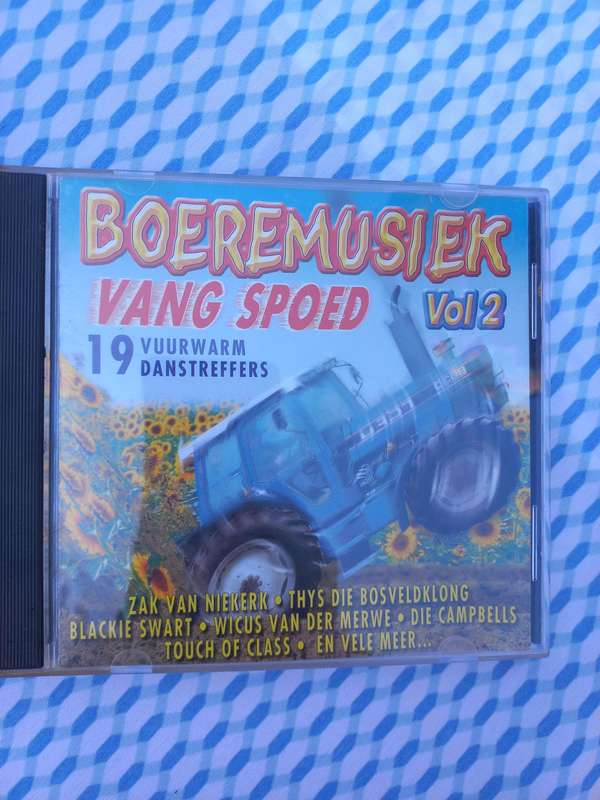 BOEREMUSIEK
VANG SPOED
Vol 2
19 VUURWARM
DANSTREFFERS
ZAK VAN NIEKERK • THYS DIE BOSVELDKLONG
BLACKIE SWART • WICUS VAN DER MERWE • DIE CAMPBELLS
TOUCH OF CLASS • EN VELE MEER...